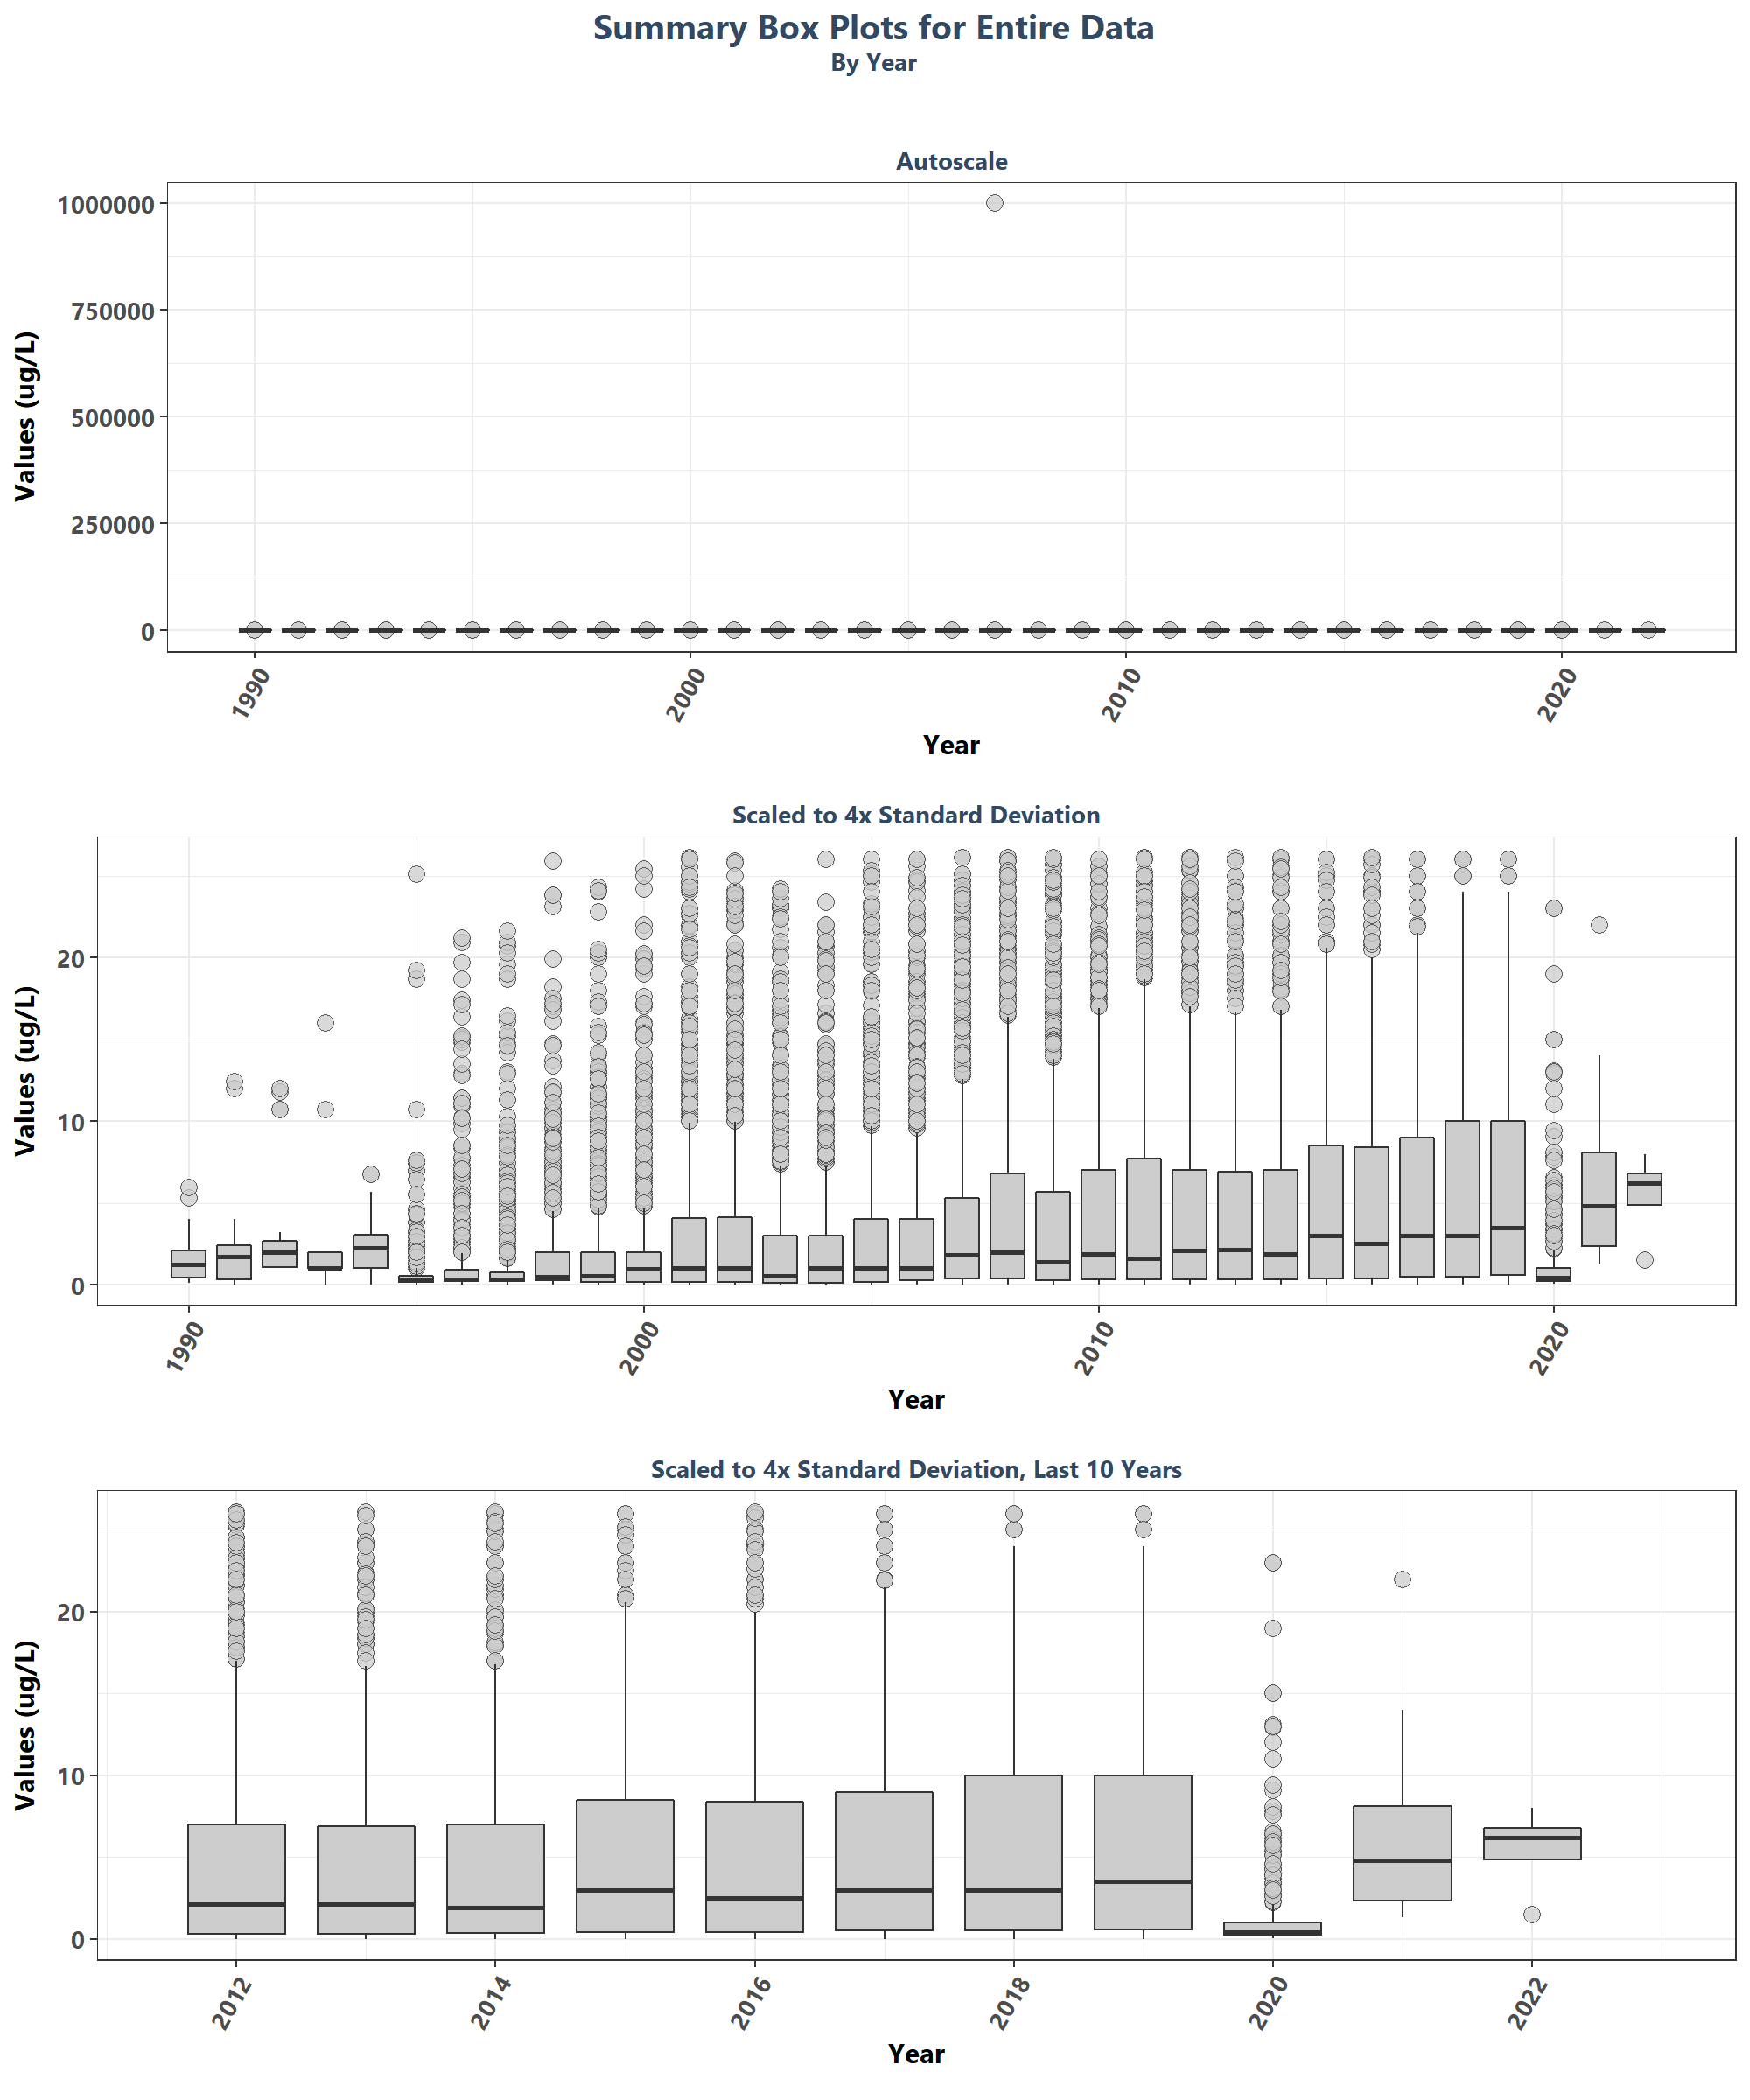 Summary Box Plots for Entire Data
By Year
Autoscale
Values (ug/L)
1000000
750000
500000
250000
0
1990
2000
2010
2020
Year
Scaled to 4x Standard Deviation
Values (ug/L)
20
10
0
1990
2000
2010
2020
Year
Scaled to 4x Standard Deviation, Last 10 Years
Values (ug/L)
20
10
0
2012
2014
2016
2018
2020
2022
Year